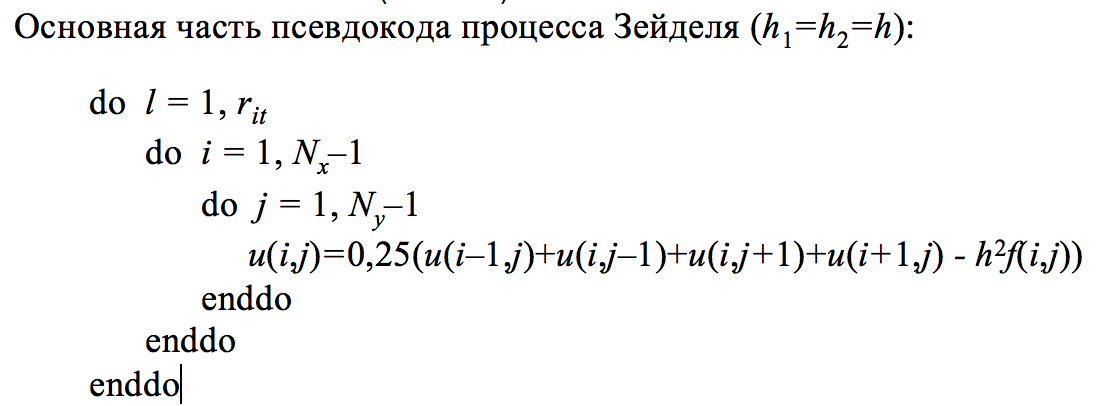 Основная часть псевдокода процесса Зейделя (h₁=h₂=h):
do l = 1, rᵢₜ
do i = 1, Nₓ–1
do j = 1, N_y–1
u(i,j)=0,25(u(i–1,j)+u(i,j–1)+u(i,j+1)+u(i+1,j) - h²f(i,j))
enddo
enddo
enddo